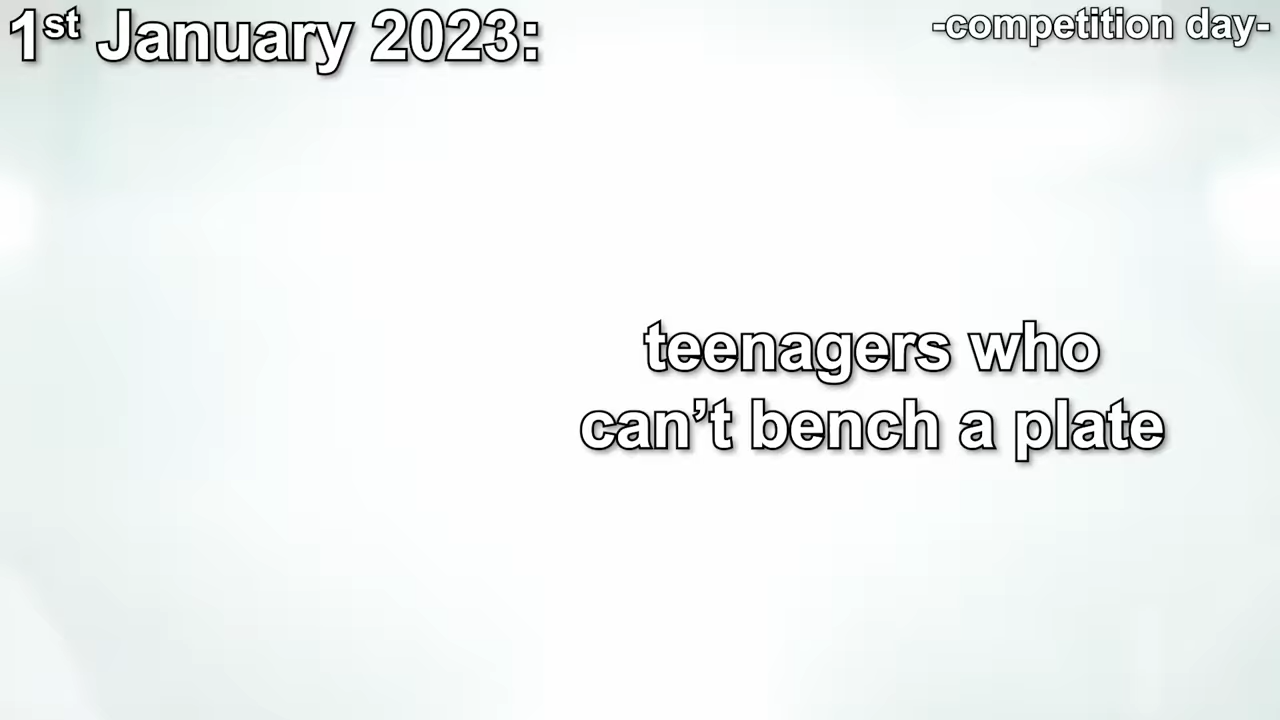 1st January 2023:
-competition day-
teenagers who
can’t bench a plate